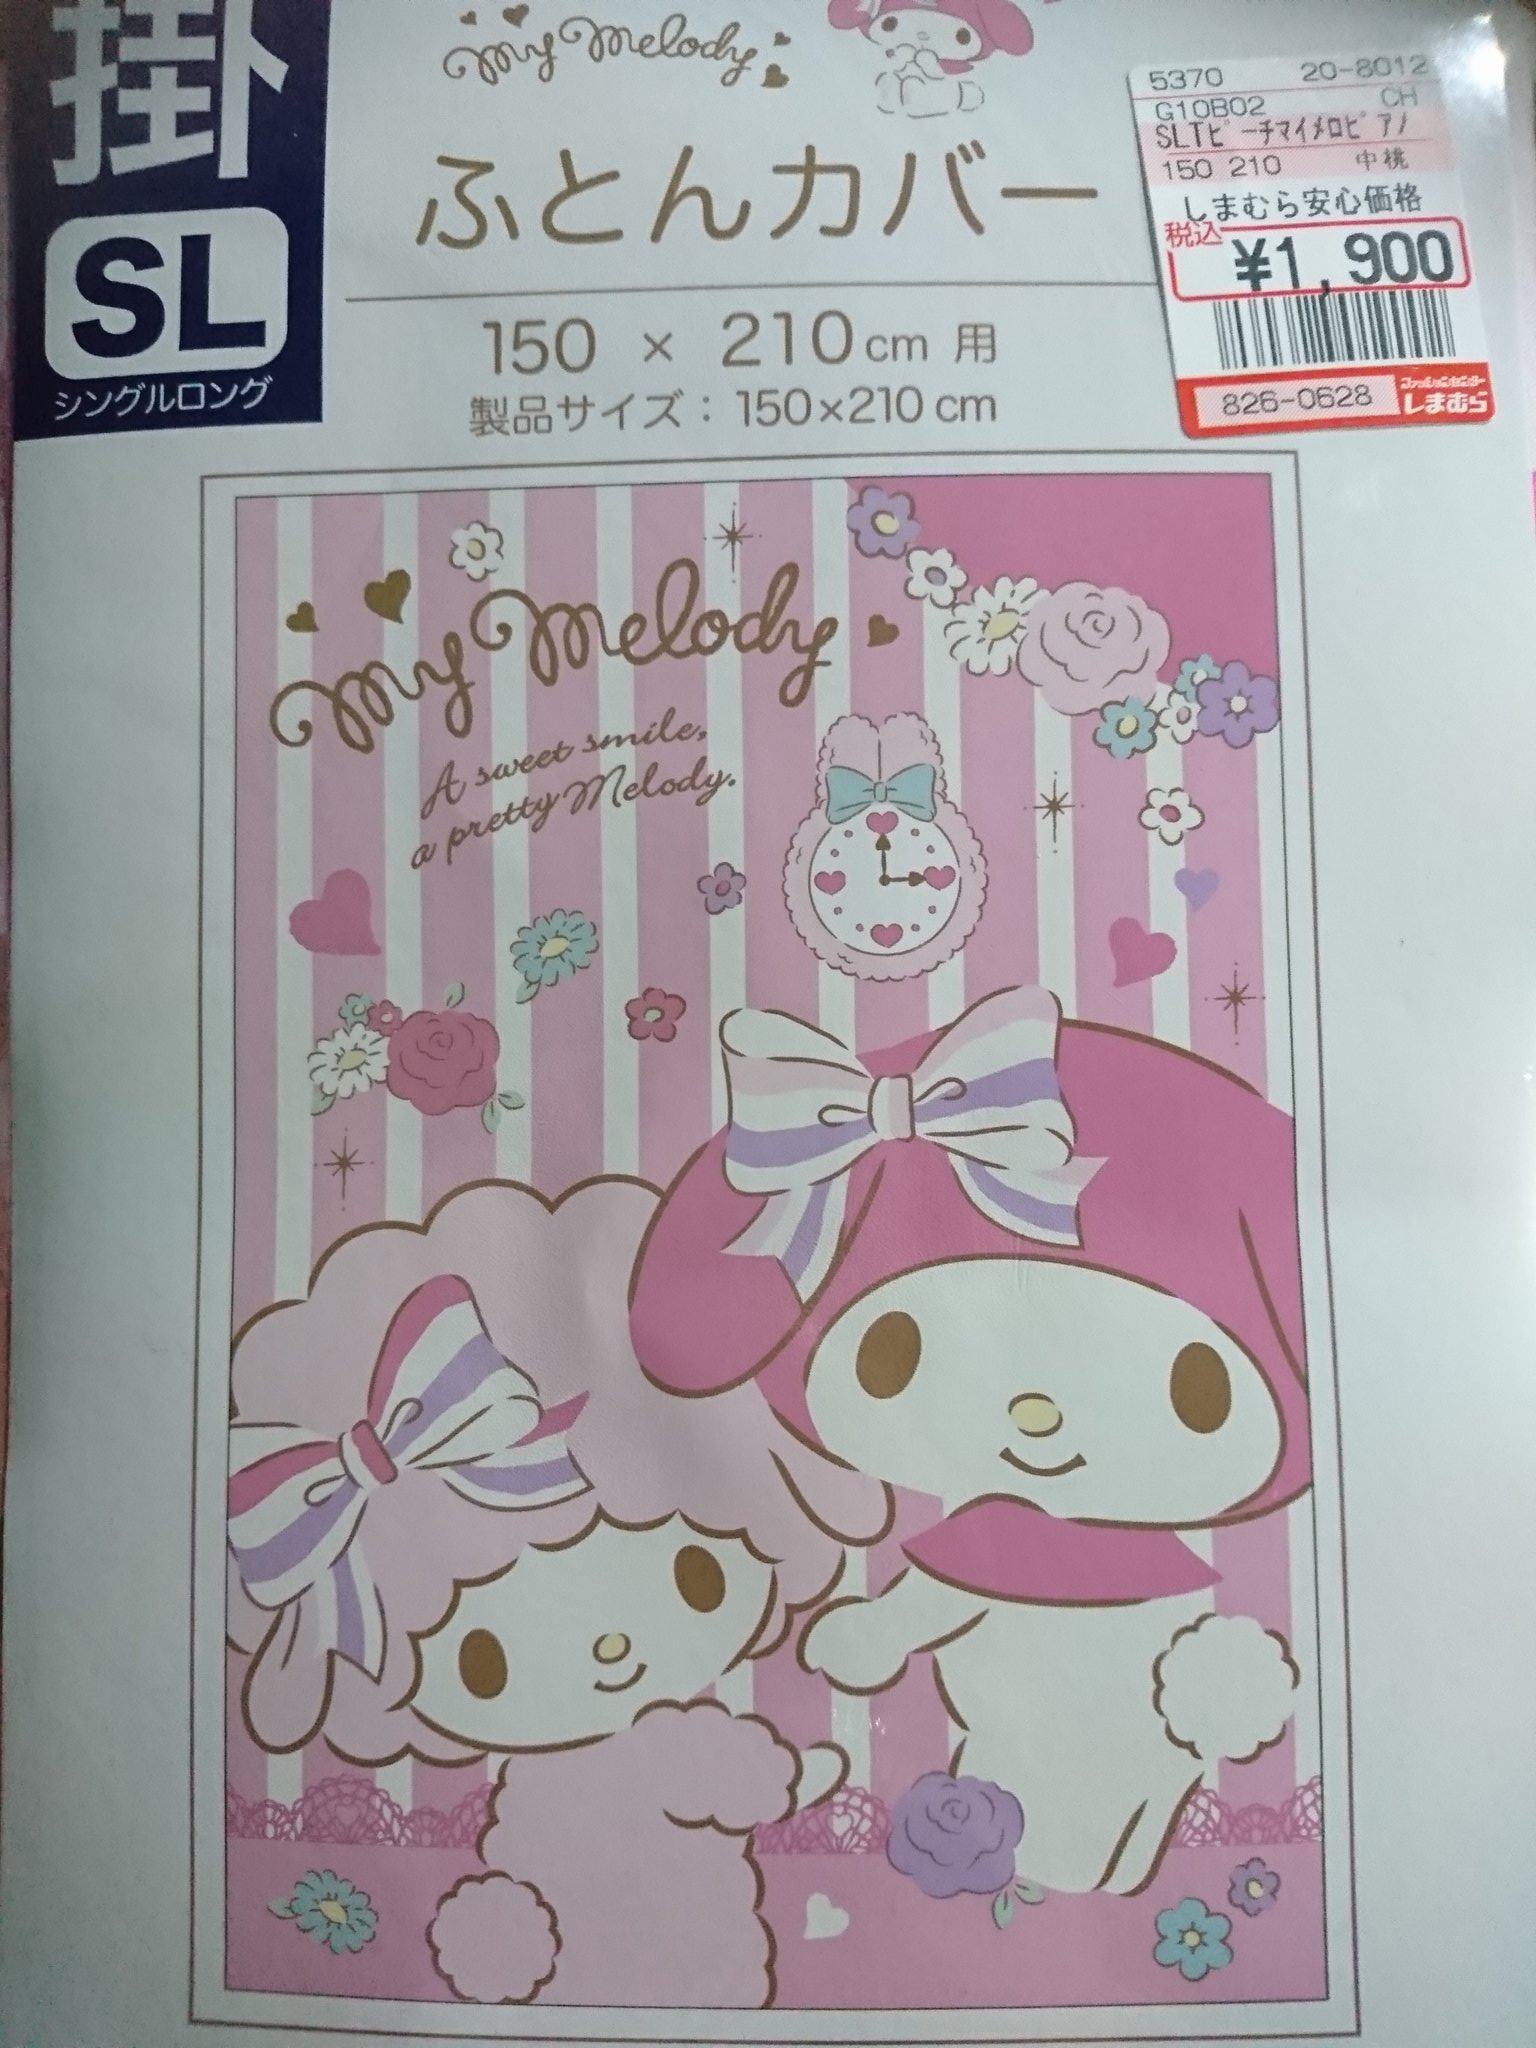 掛
SL
シングルロング
My Melody
ふとんカバー
150 × 210cm 用
製品サイズ：150×210cm
5370 20-8012
G10B02 CH
SLTピーチマイメロピアノ
150 210 中桃
しまむら安心価格
税込
¥1,900
826-0628
ファッションセンター
しまむら
My Melody
A sweet smile,
a pretty Melody.